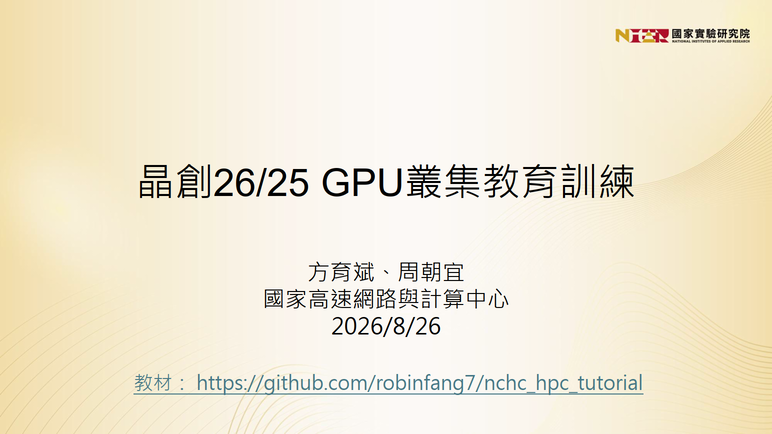 NIAR 國家實驗研究院
NATIONAL INSTITUTES OF APPLIED RESEARCH
晶創26/25 GPU叢集教育訓練
方育斌、周朝宜
國家高速網路與計算中心
2026/8/26
教材： https://github.com/robinfang7/nchc_hpc_tutorial